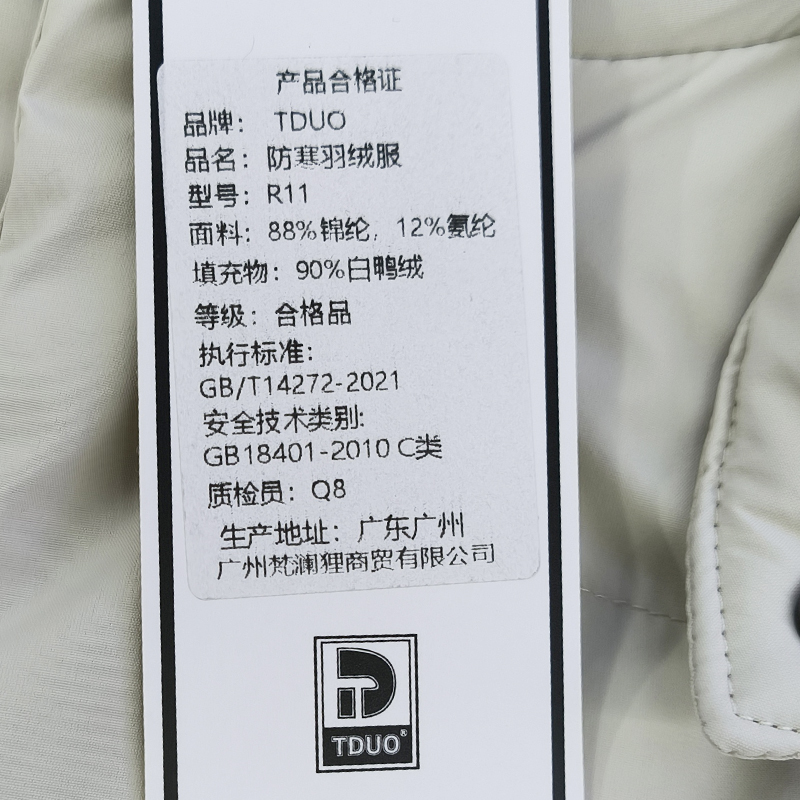 产品合格证
品牌： TDUO
品名：防寒羽绒服
型号：R11
面料：88%锦纶，12%氨纶
填充物：90%白鸭绒
等级：合格品
执行标准：
GB/T14272-2021
安全技术类别:
GB18401-2010 C类
质检员：Q8
生产地址：广东广州
广州梵澜狸商贸有限公司
TDUO®